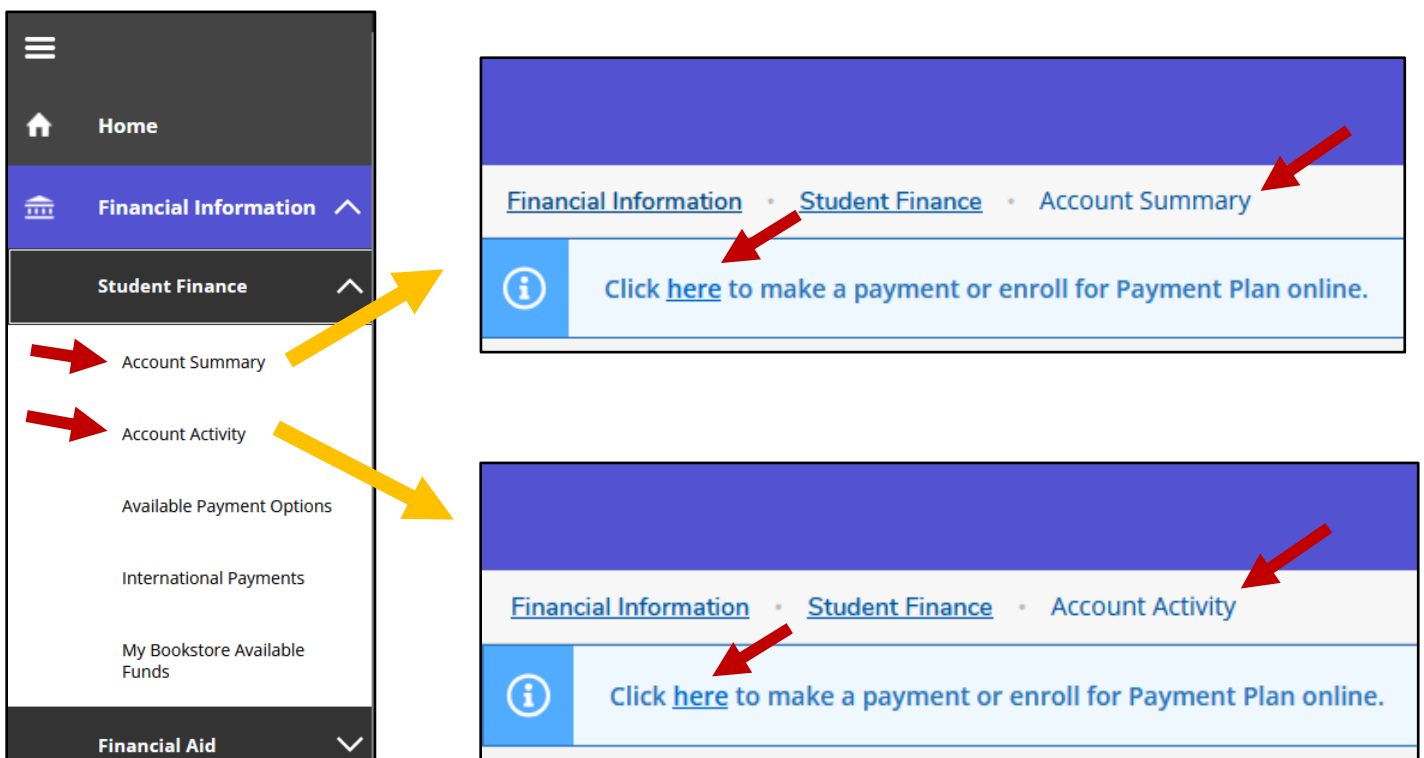 Home
Financial Information
Student Finance
Account Summary
Account Activity
Available Payment Options
International Payments
My Bookstore Available
Funds
Financial Aid
Financial Information • Student Finance • Account Summary
Click here to make a payment or enroll for Payment Plan online.
Financial Information • Student Finance • Account Activity
Click here to make a payment or enroll for Payment Plan online.